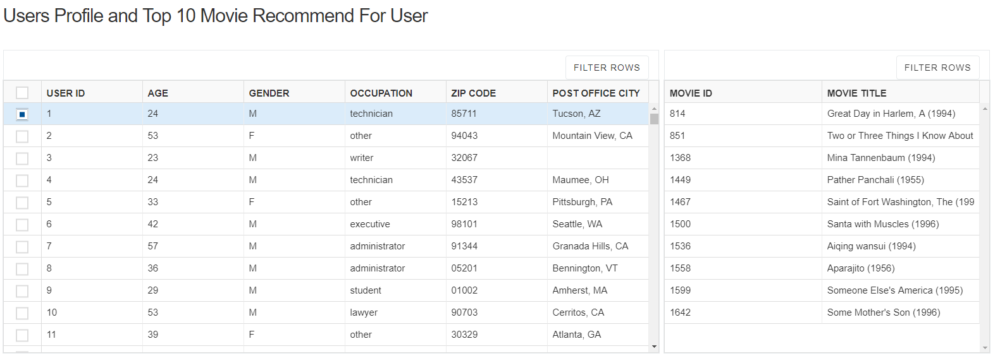 Users Profile and Top 10 Movie Recommend For User
FILTER ROWS
USER ID AGE GENDER OCCUPATION ZIP CODE POST OFFICE CITY
1 24 M technician 85711 Tucson, AZ
2 53 F other 94043 Mountain View, CA
3 23 M writer 32067
4 24 M technician 43537 Maumee, OH
5 33 F other 15213 Pittsburgh, PA
6 42 M executive 98101 Seattle, WA
7 57 M administrator 91344 Granada Hills, CA
8 36 M administrator 05201 Bennington, VT
9 29 M student 01002 Amherst, MA
10 53 M lawyer 90703 Cerritos, CA
11 39 F other 30329 Atlanta, GA
FILTER ROWS
MOVIE ID MOVIE TITLE
814 Great Day in Harlem, A (1994)
851 Two or Three Things I Know About
1368 Mina Tannenbaum (1994)
1449 Pather Panchali (1955)
1467 Saint of Fort Washington, The (199
1500 Santa with Muscles (1996)
1536 Aiqing wansui (1994)
1558 Aparajito (1956)
1599 Someone Else's America (1995)
1642 Some Mother's Son (1996)